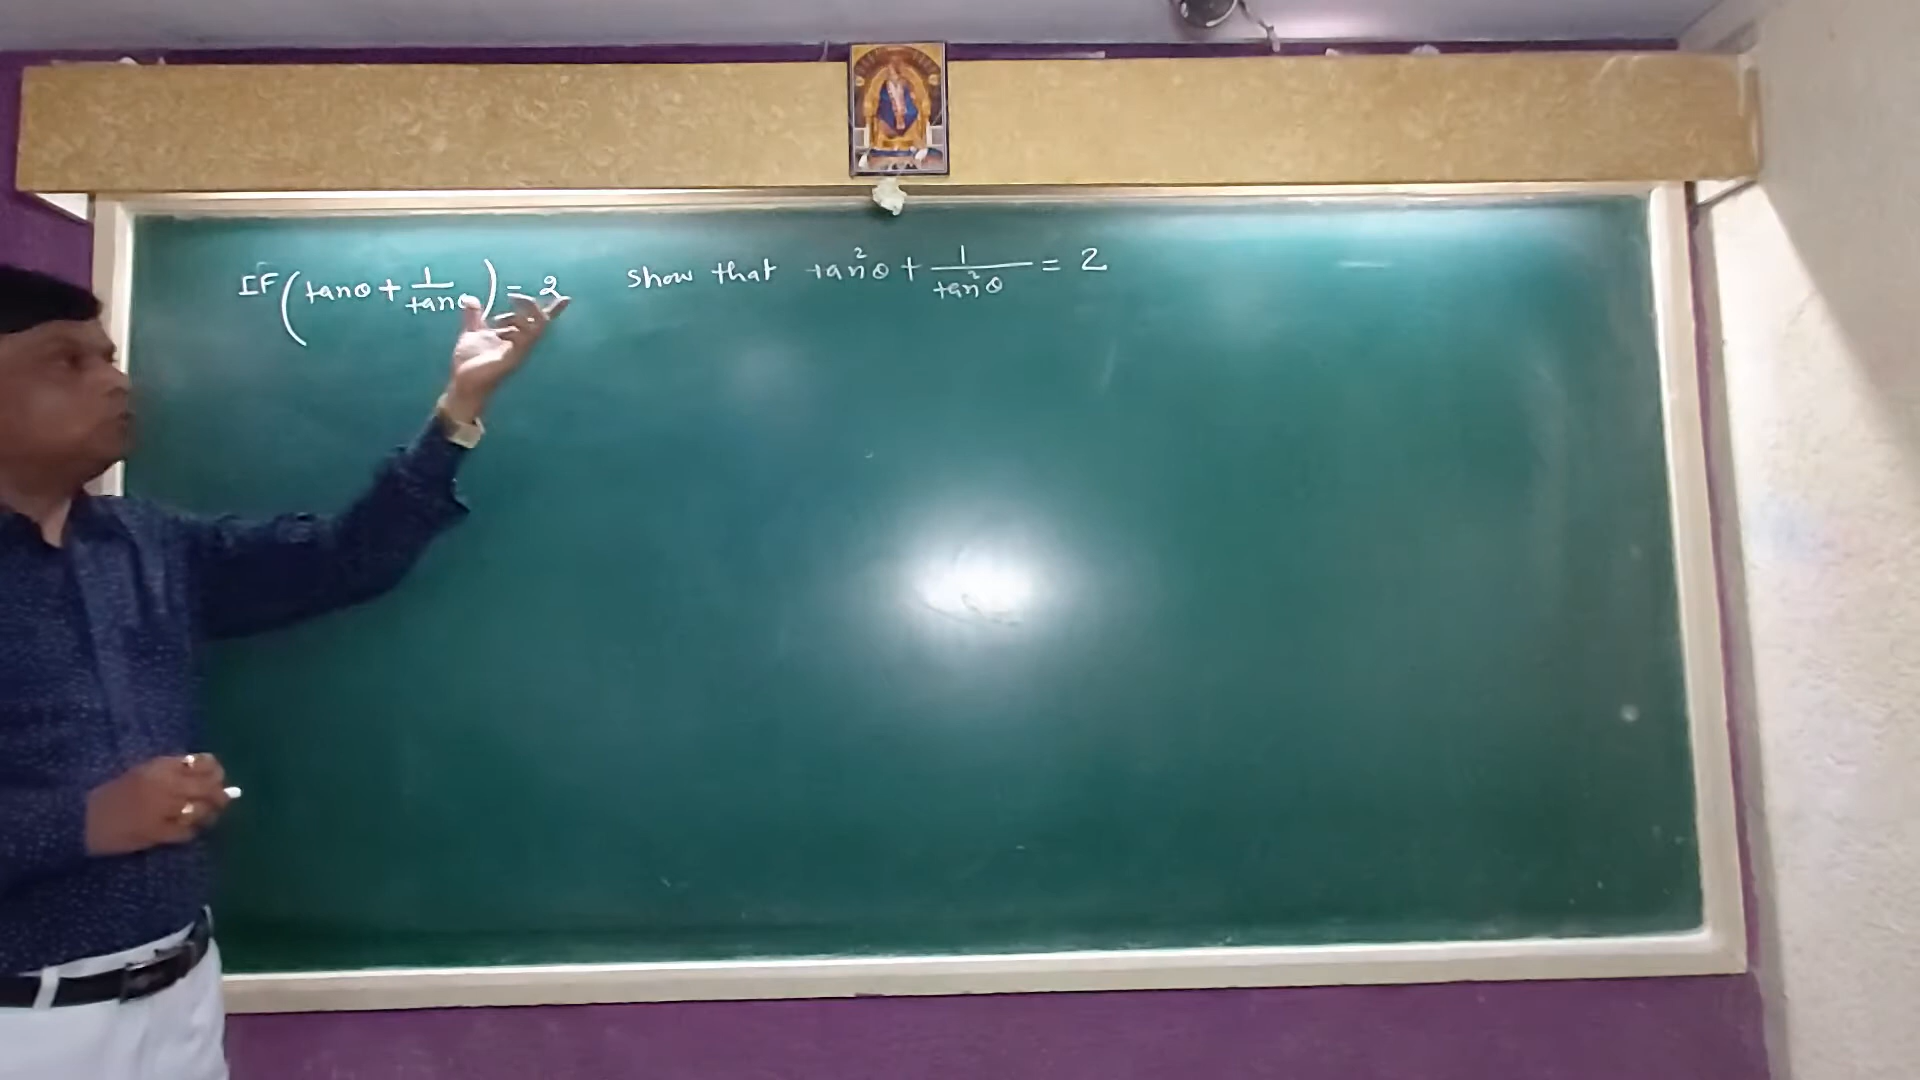 IF (tanθ + 1/tanθ) = 2 show that tan²θ + 1/tan²θ = 2